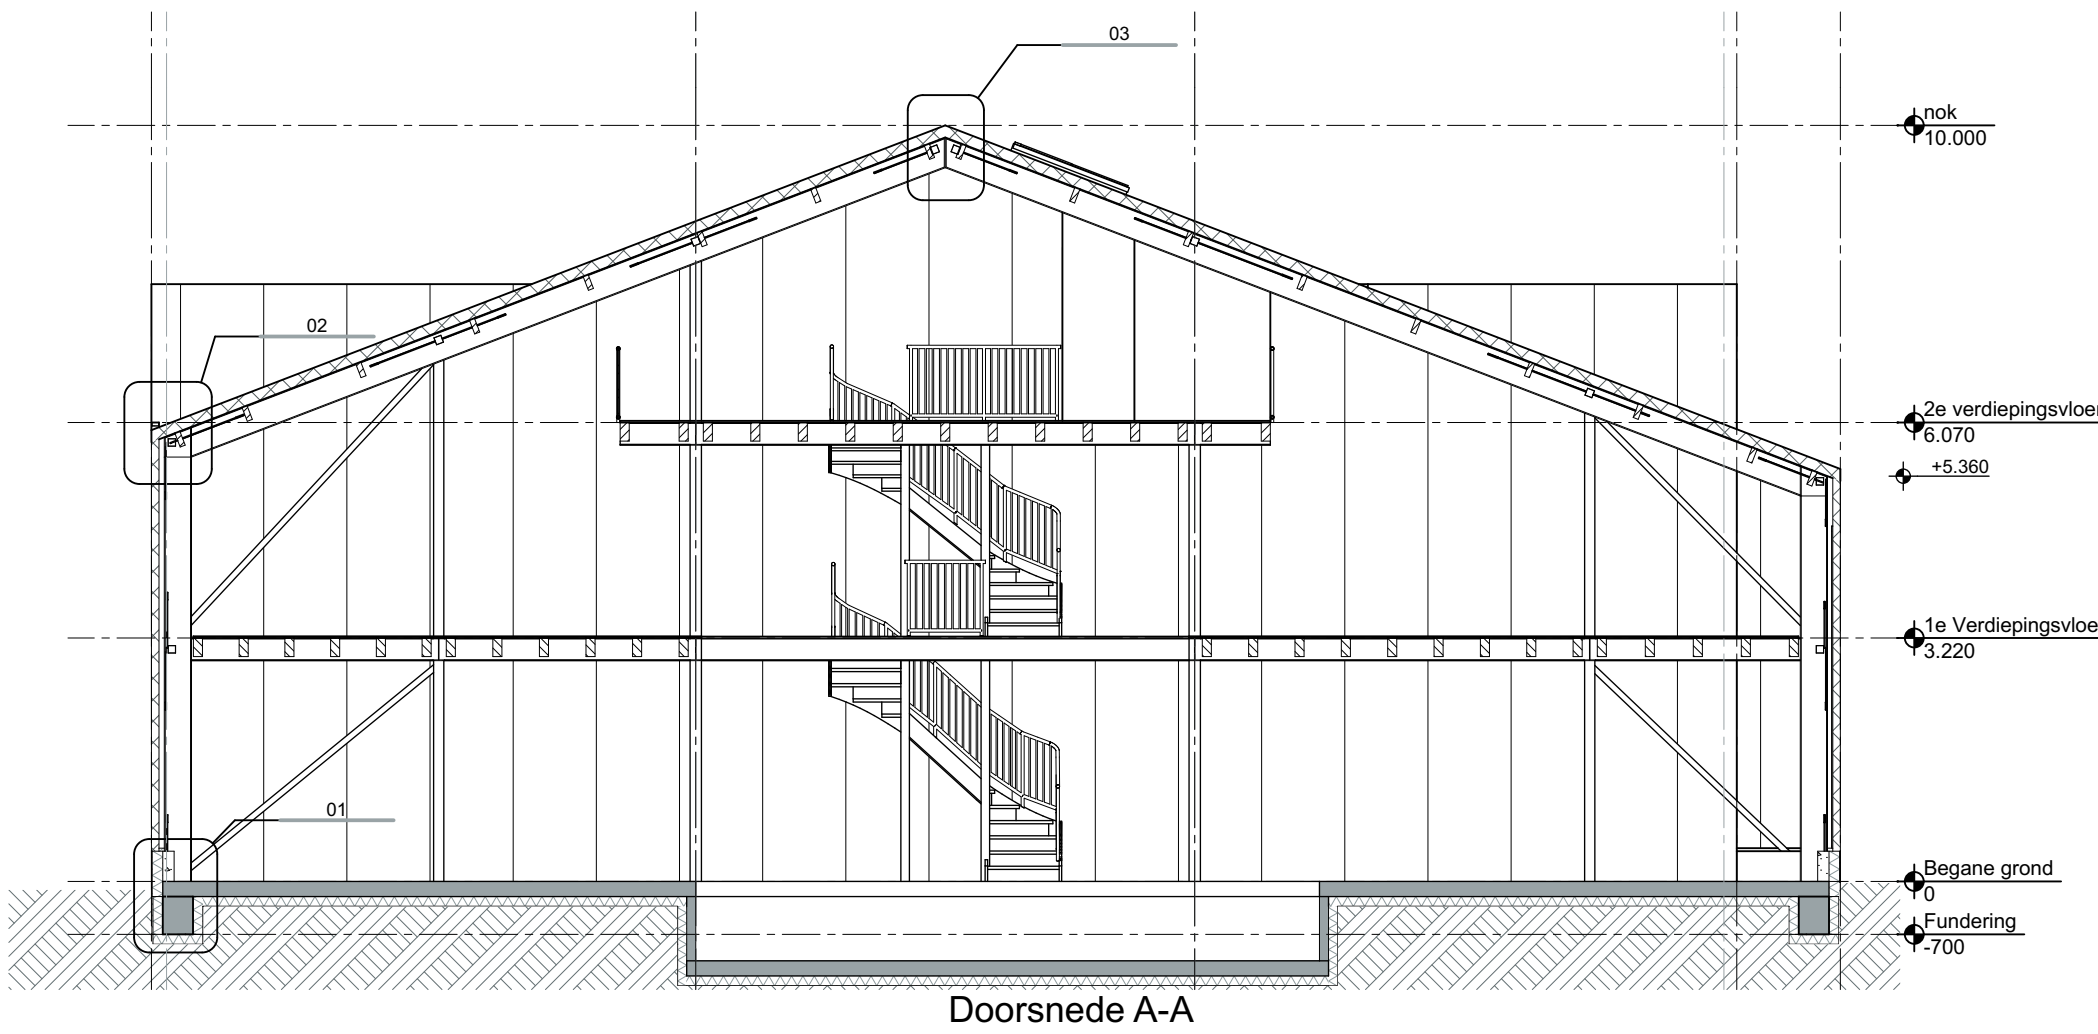 03
nok
10.000
02
2e verdiepingsvloer
6.070
+5.360
1e Verdiepingsvloe
3.220
01
Begane grond
0
Fundering
-700
Doorsnede A-A